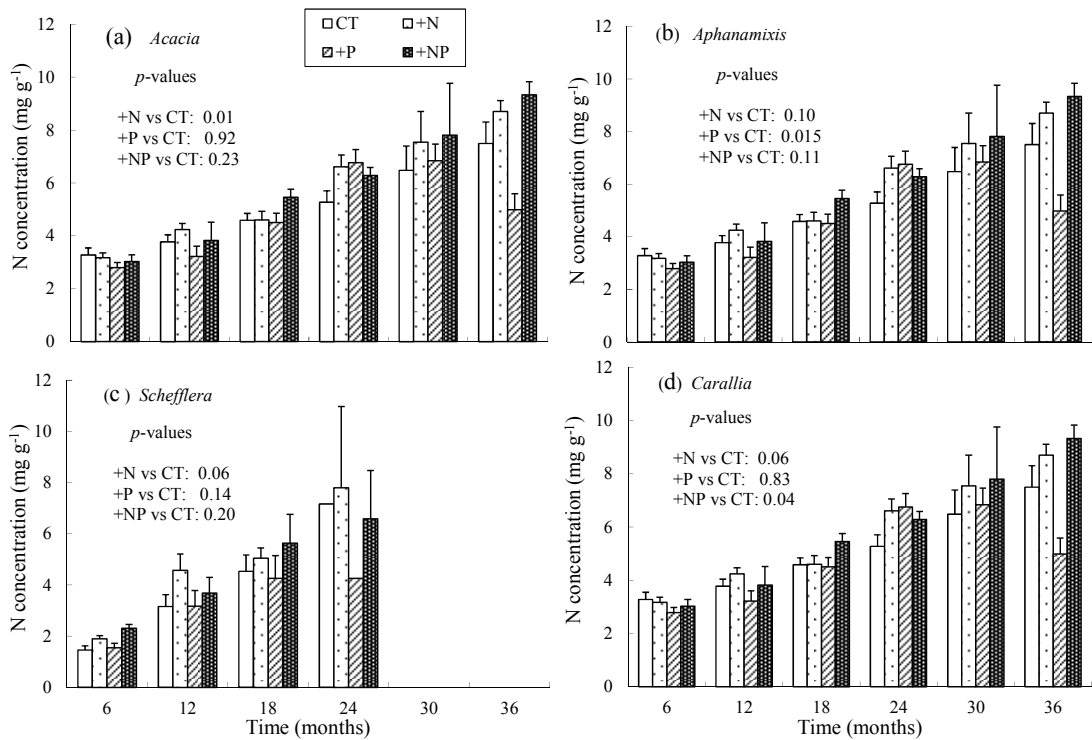 CT +N
+P +NP
(a) Acacia
p-values
+N vs CT: 0.01
+P vs CT: 0.92
+NP vs CT: 0.23
N concentration (mg g-1)
12
10
8
6
4
2
0
(b) Aphanamixis
p-values
+N vs CT: 0.10
+P vs CT: 0.015
+NP vs CT: 0.11
N concentration (mg g-1)
12
10
8
6
4
2
0
(c ) Schefflera
p-values
+N vs CT: 0.06
+P vs CT: 0.14
+NP vs CT: 0.20
N concentration (mg g-1)
12
10
8
6
4
2
0
6 12 18 24 30 36
Time (months)
(d) Carallia
p-values
+N vs CT: 0.06
+P vs CT: 0.83
+NP vs CT: 0.04
N concentration (mg g-1)
12
10
8
6
4
2
0
6 12 18 24 30 36
Time (months)